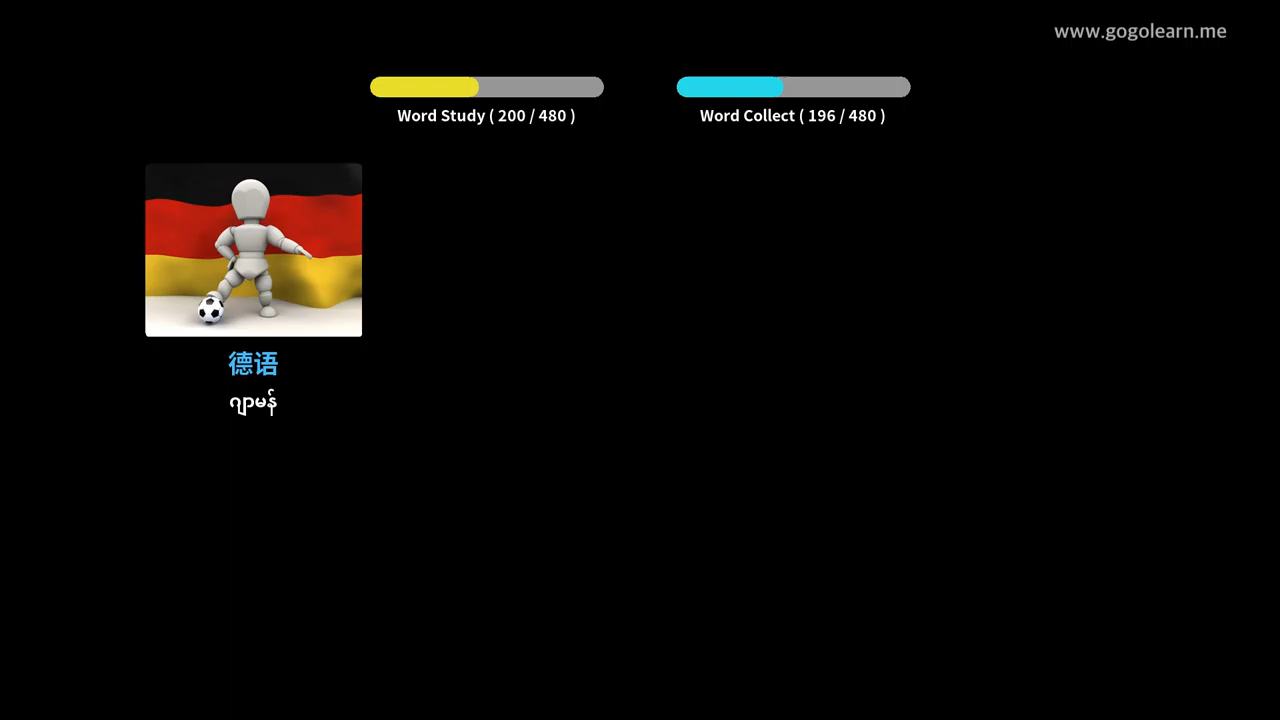 www.gogolearn.me
Word Study ( 200 / 480 )
Word Collect ( 196 / 480 )
德语
ဂျာမန်